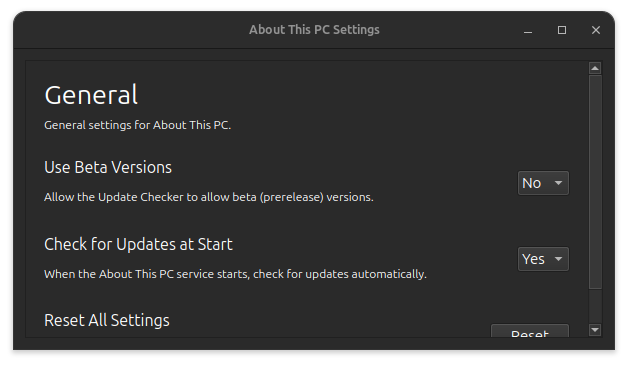 About This PC Settings
General
General settings for About This PC.
Use Beta Versions
No
Allow the Update Checker to allow beta (prerelease) versions.
Check for Updates at Start
Yes
When the About This PC service starts, check for updates automatically.
Reset All Settings
Reset